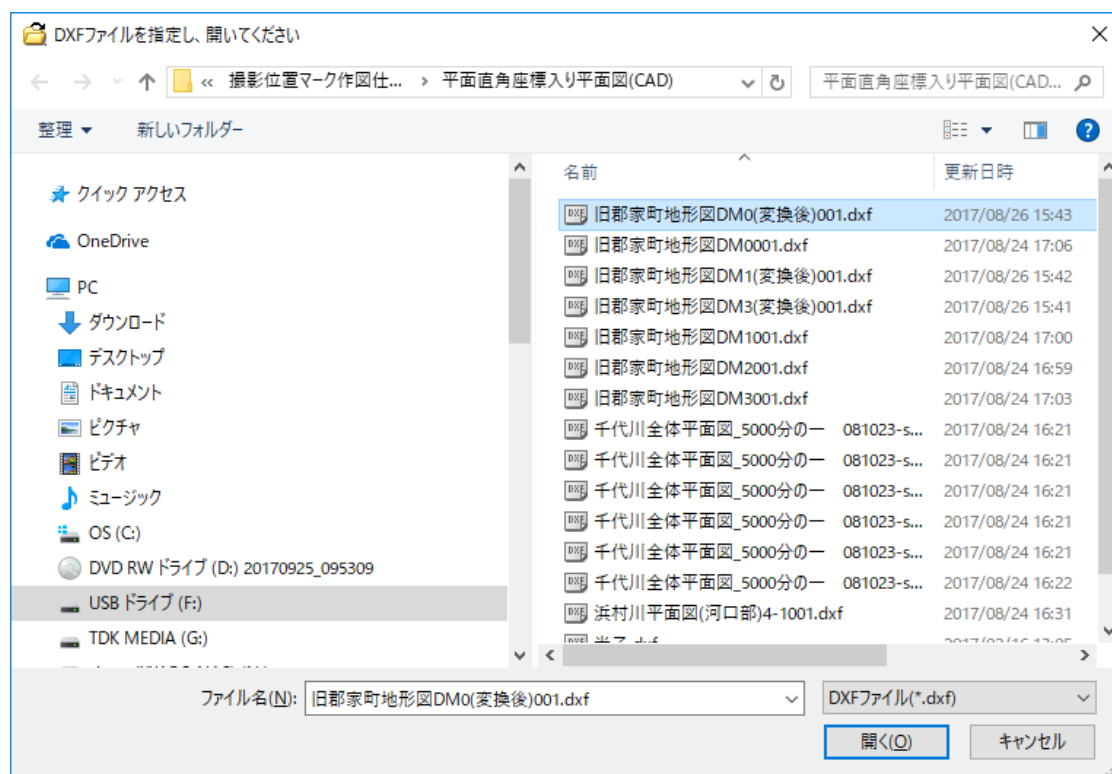 DXFファイルを指定し、開いてください
« 撮影位置マーク作図仕... › 平面直角座標入り平面図(CAD)
平面直角座標入り平面図(CAD...
整理 新しいフォルダー
クイック アクセス
OneDrive
PC
ダウンロード
デスクトップ
ドキュメント
ピクチャ
ビデオ
ミュージック
OS (C:)
DVD RW ドライブ (D:) 20170925_095309
USB ドライブ (F:)
TDK MEDIA (G:)
名前 更新日時
旧郡家町地形図DM0(変換後)001.dxf 2017/08/26 15:43
旧郡家町地形図DM0001.dxf 2017/08/24 17:06
旧郡家町地形図DM1(変換後)001.dxf 2017/08/26 15:42
旧郡家町地形図DM3(変換後)001.dxf 2017/08/26 15:41
旧郡家町地形図DM1001.dxf 2017/08/24 17:00
旧郡家町地形図DM2001.dxf 2017/08/24 16:59
旧郡家町地形図DM3001.dxf 2017/08/24 17:03
千代川全体平面図_5000分の一 081023-s... 2017/08/24 16:21
千代川全体平面図_5000分の一 081023-s... 2017/08/24 16:21
千代川全体平面図_5000分の一 081023-s... 2017/08/24 16:21
千代川全体平面図_5000分の一 081023-s... 2017/08/24 16:21
千代川全体平面図_5000分の一 081023-s... 2017/08/24 16:21
千代川全体平面図_5000分の一 081023-s... 2017/08/24 16:22
浜村川平面図(河口部)4-1001.dxf 2017/08/24 16:31
ファイル名(N): 旧郡家町地形図DM0(変換後)001.dxf DXFファイル(*.dxf)
開く(O) キャンセル